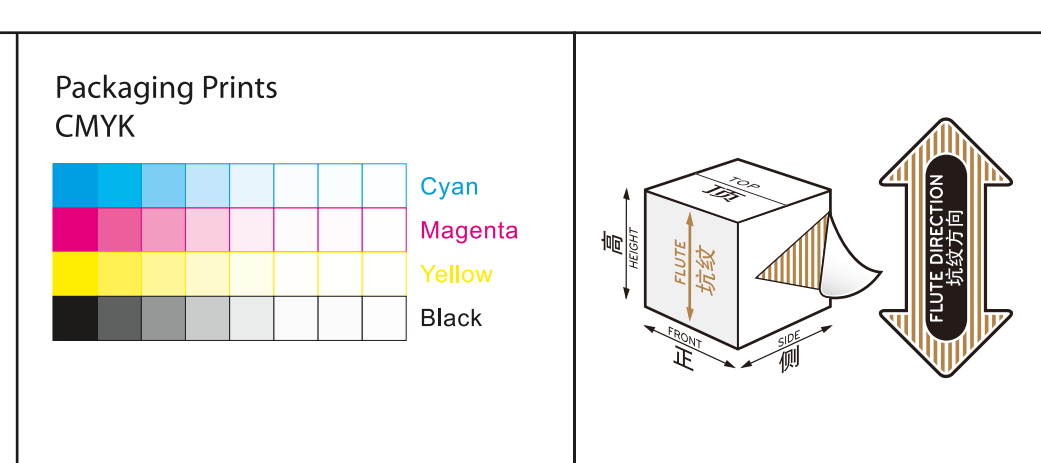 Packaging Prints
CMYK
Cyan
Magenta
Yellow
Black
TOP
顶
高
HEIGHT
FLUTE
坑纹
FRONT
正
SIDE
侧
FLUTE DIRECTION
坑纹方向